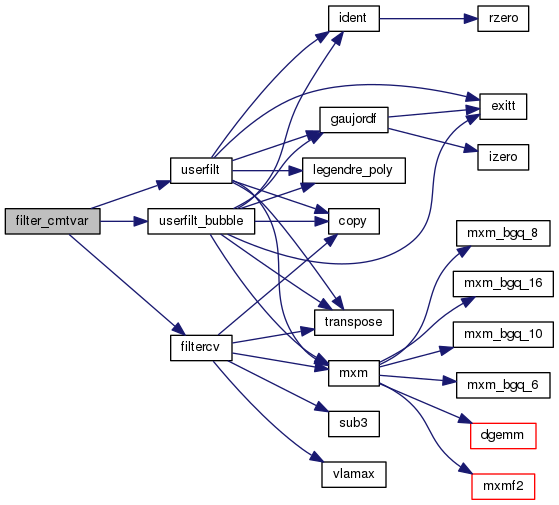 ident
rzero
exitt
gaujordf
izero
userfilt
legendre_poly
filter_cmtvar
userfilt_bubble
copy
mxm_bgq_8
mxm_bgq_16
transpose
mxm_bgq_10
filtercv
mxm
mxm_bgq_6
sub3
dgemm
vlamax
mxmf2